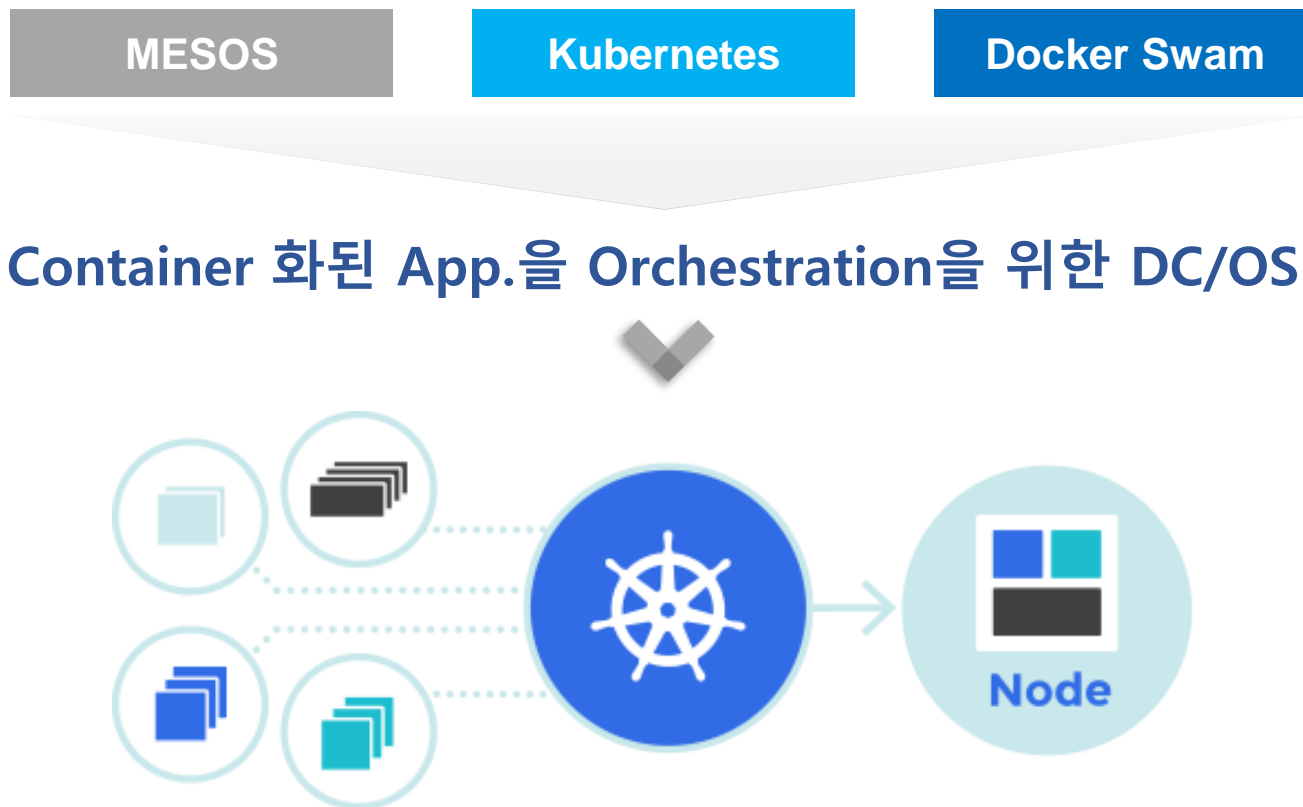 MESOS
Kubernetes
Docker Swam
Container 화된 App.을 Orchestration을 위한 DC/OS
Node